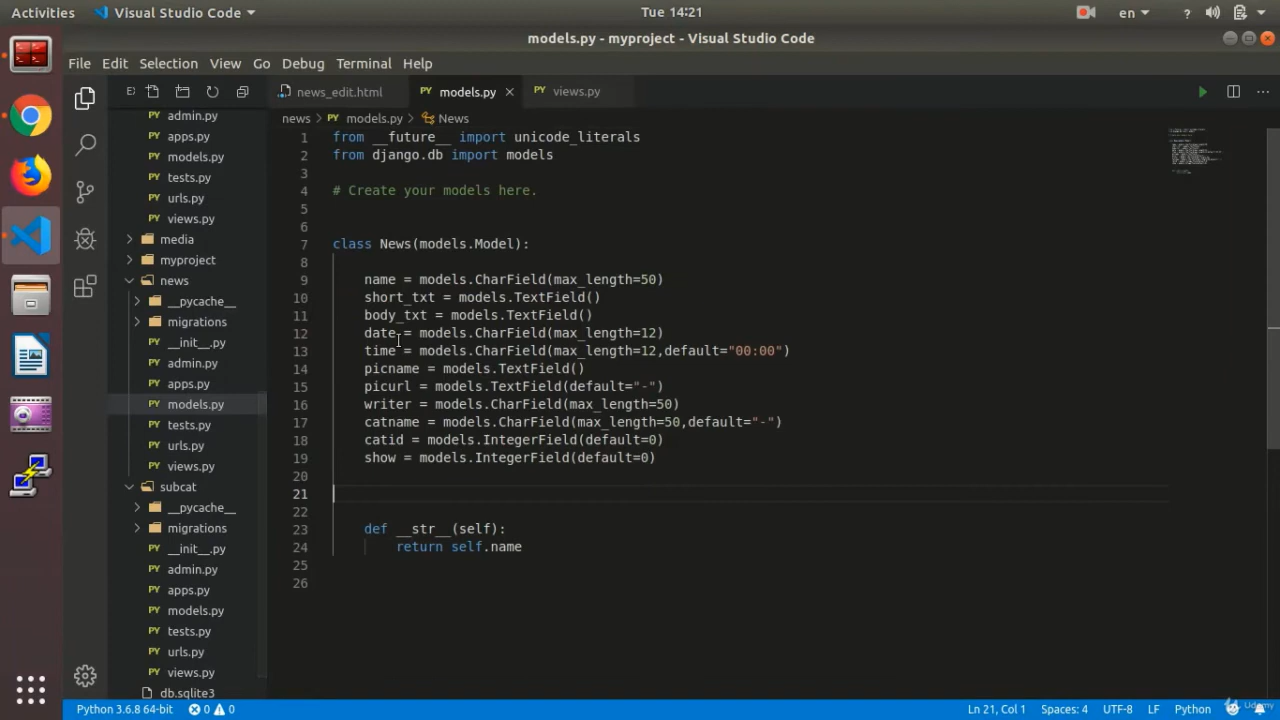 Activities
Visual Studio Code
Tue 14:21
en
models.py - myproject - Visual Studio Code
File Edit Selection View Go Debug Terminal Help
news_edit.html
models.py
views.py
news
models.py
News
admin.py
apps.py
models.py
tests.py
urls.py
views.py
media
myproject
news
__pycache__
migrations
__init__.py
admin.py
apps.py
models.py
tests.py
urls.py
views.py
subcat
__pycache__
migrations
__init__.py
admin.py
apps.py
models.py
tests.py
urls.py
views.py
db.sqlite3
1 from __future__ import unicode_literals
2 from django.db import models
3
4 # Create your models here.
5
6
7 class News(models.Model):
8
9 name = models.CharField(max_length=50)
10 short_txt = models.TextField()
11 body_txt = models.TextField()
12 date = models.CharField(max_length=12)
13 time = models.CharField(max_length=12,default="00:00")
14 picname = models.TextField()
15 picurl = models.TextField(default="-")
16 writer = models.CharField(max_length=50)
17 catname = models.CharField(max_length=50,default="-")
18 catid = models.IntegerField(default=0)
19 show = models.IntegerField(default=0)
20
21
22
23 def __str__(self):
24 return self.name
25
26
Python 3.6.8 64-bit
0
0
Ln 21, Col 1
Spaces: 4
UTF-8
LF
Python
Udemy